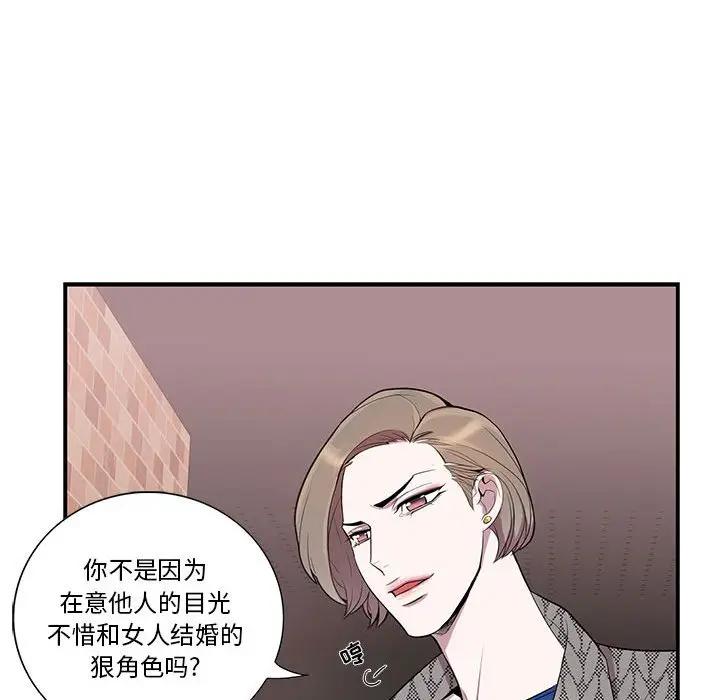 你不是因为
在意他人的目光
不惜和女人结婚的
狠角色吗?
哼